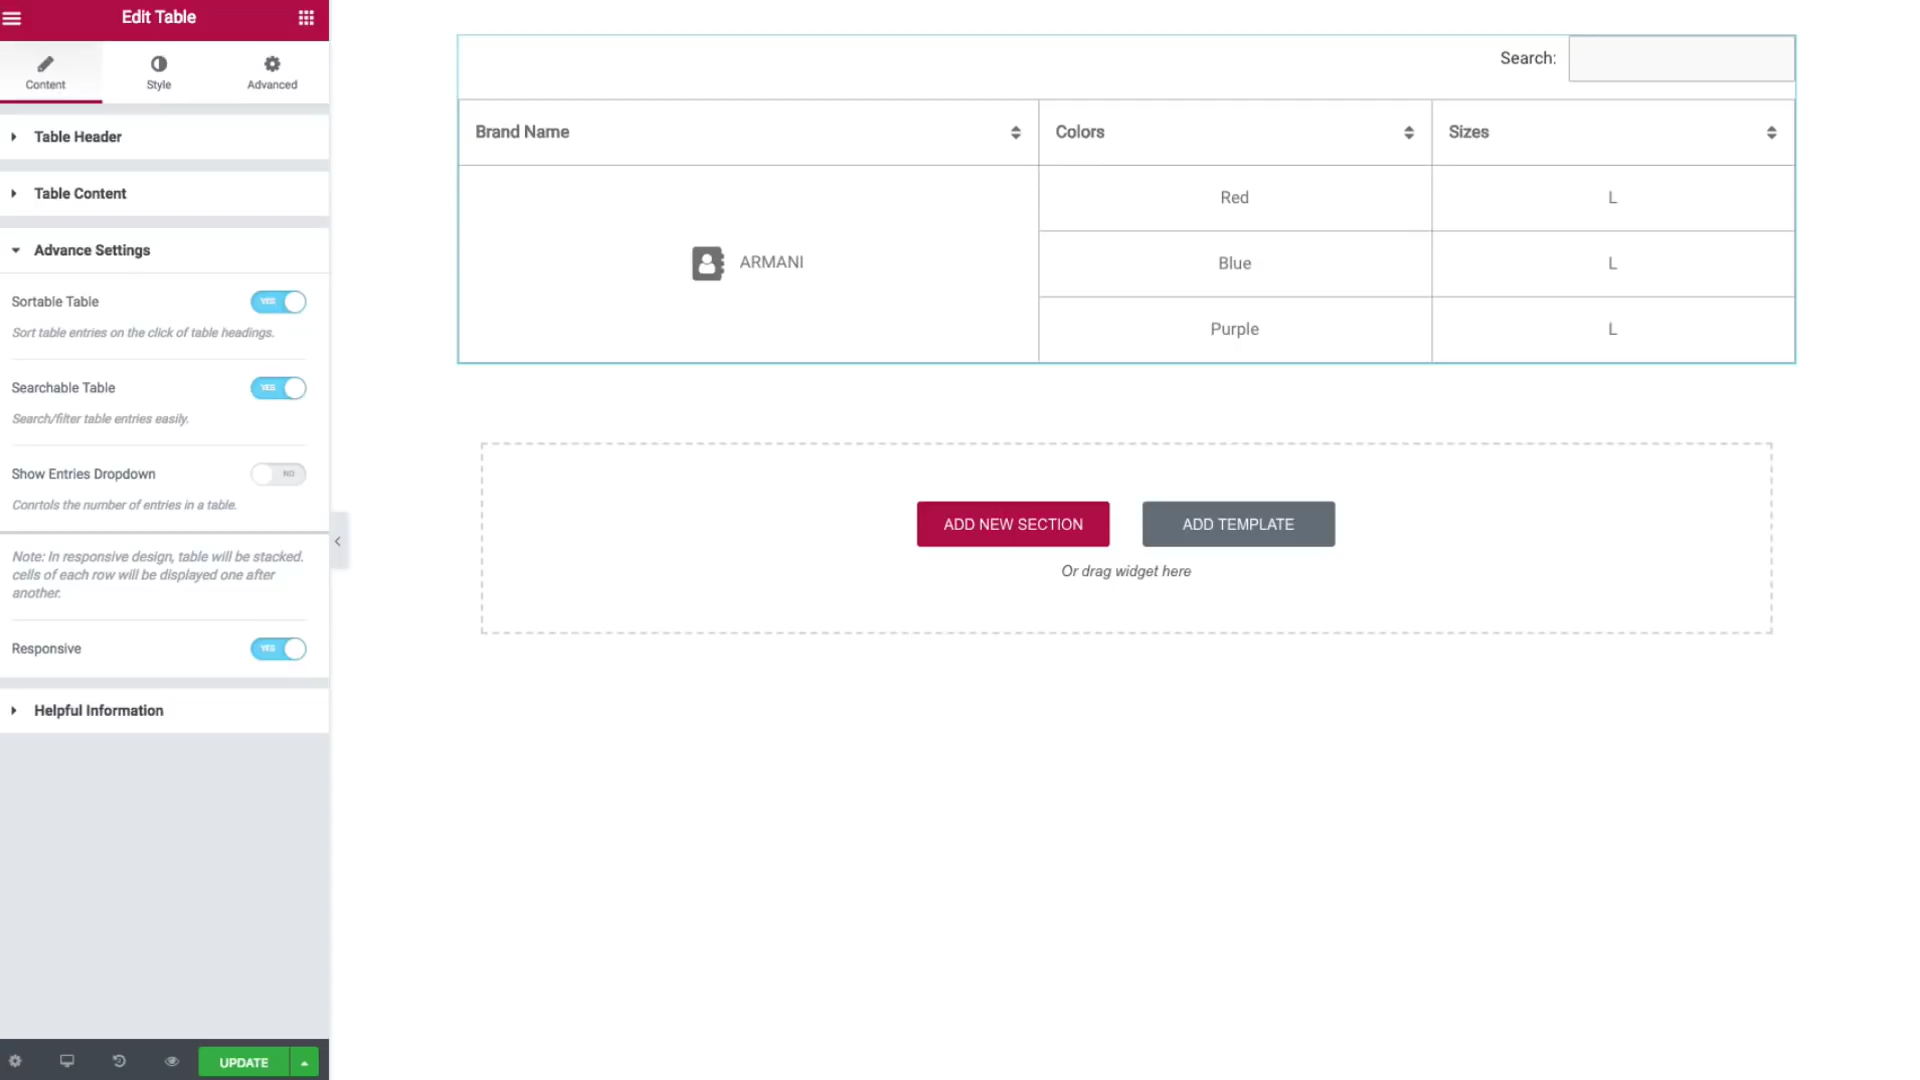 Edit Table
Content
Style
Advanced
Table Header
Table Content
Advance Settings
Sortable Table
YES
Sort table entries on the click of table headings.
Searchable Table
YES
Search/filter table entries easily.
Show Entries Dropdown
NO
Conrtols the number of entries in a table.
Note: In responsive design, table will be stacked.
cells of each row will be displayed one after
another.
Responsive
YES
Helpful Information
UPDATE
Search:
Brand Name
Colors
Sizes
ARMANI
Red
L
Blue
L
Purple
L
ADD NEW SECTION
ADD TEMPLATE
Or drag widget here